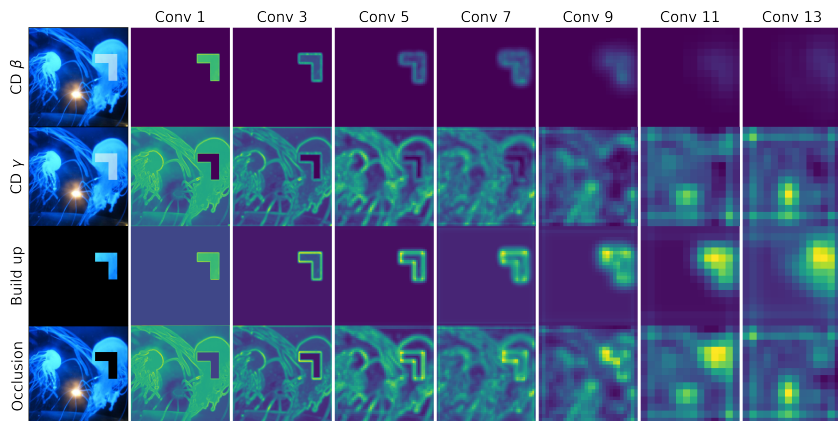 Conv 1 Conv 3 Conv 5 Conv 7 Conv 9 Conv 11 Conv 13
CD β
CD γ
Build up
Occlusion